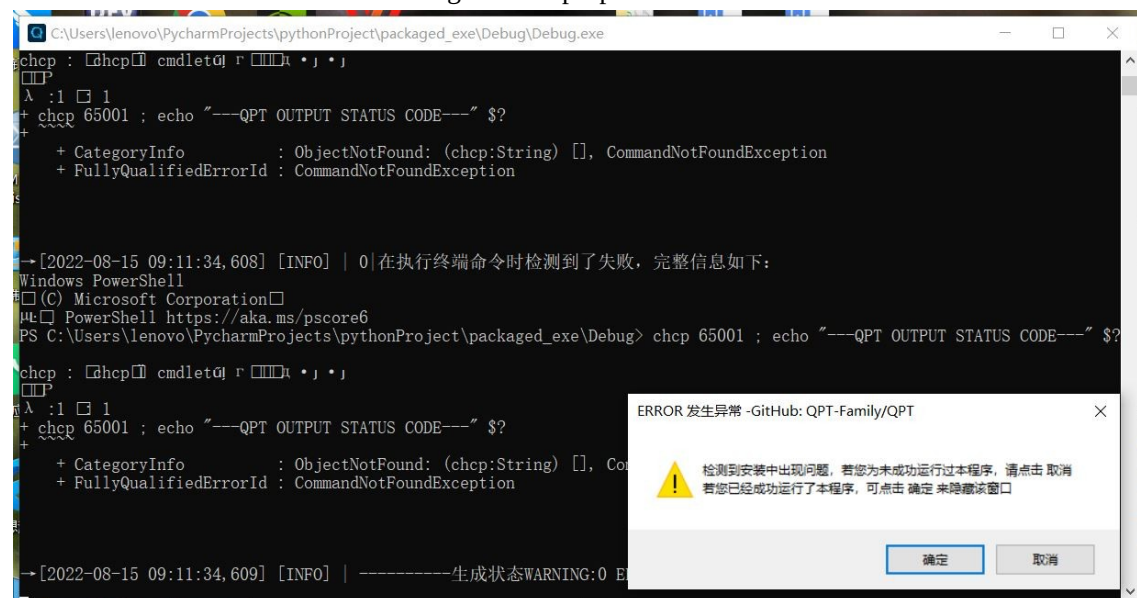 C:\Users\lenovo\PycharmProjects\pythonProject\packaged_exe\Debug\Debug.exe
chcp : cmdlet
:1
+ chcp 65001 ; echo "---QPT OUTPUT STATUS CODE---" $?
+ ~~~~
+ CategoryInfo : ObjectNotFound: (chcp:String) [], CommandNotFoundException
+ FullyQualifiedErrorId : CommandNotFoundException
→[2022-08-15 09:11:34,608] [INFO] | 0|在执行终端命令时检测到了失败，完整信息如下：
Windows PowerShell
(C) Microsoft Corporation
PowerShell https://aka.ms/pscore6
PS C:\Users\lenovo\PycharmProjects\pythonProject\packaged_exe\Debug> chcp 65001 ; echo "---QPT OUTPUT STATUS CODE---" $?
chcp : cmdlet
:1
+ chcp 65001 ; echo "---QPT OUTPUT STATUS CODE---" $?
+ ~~~~
+ CategoryInfo : ObjectNotFound: (chcp:String) [], Co
+ FullyQualifiedErrorId : CommandNotFoundException
→[2022-08-15 09:11:34,609] [INFO] | ----------生成状态WARNING:0 E
ERROR 发生异常 -GitHub: QPT-Family/QPT
检测到安装中出现问题，若您为未成功运行过本程序，请点击 取消
若您已经成功运行了本程序，可点击 确定 来隐藏该窗口
确定
取消